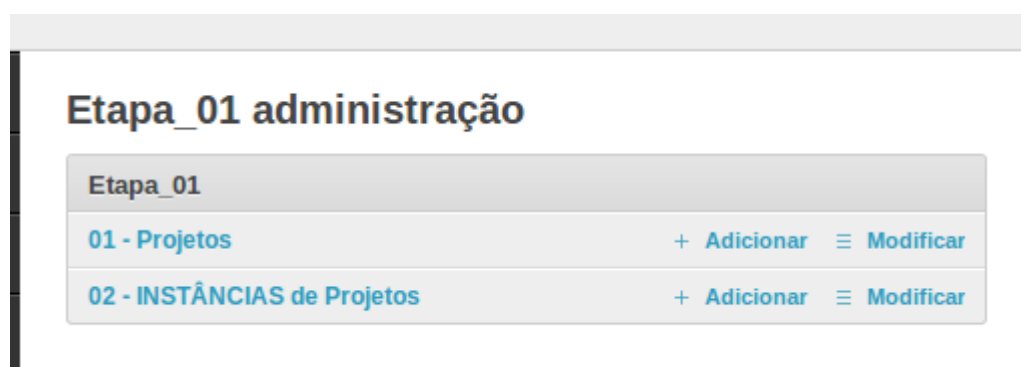 Etapa_01 administração
Etapa_01
01 - Projetos + Adicionar Modificar
02 - INSTÂNCIAS de Projetos + Adicionar Modificar